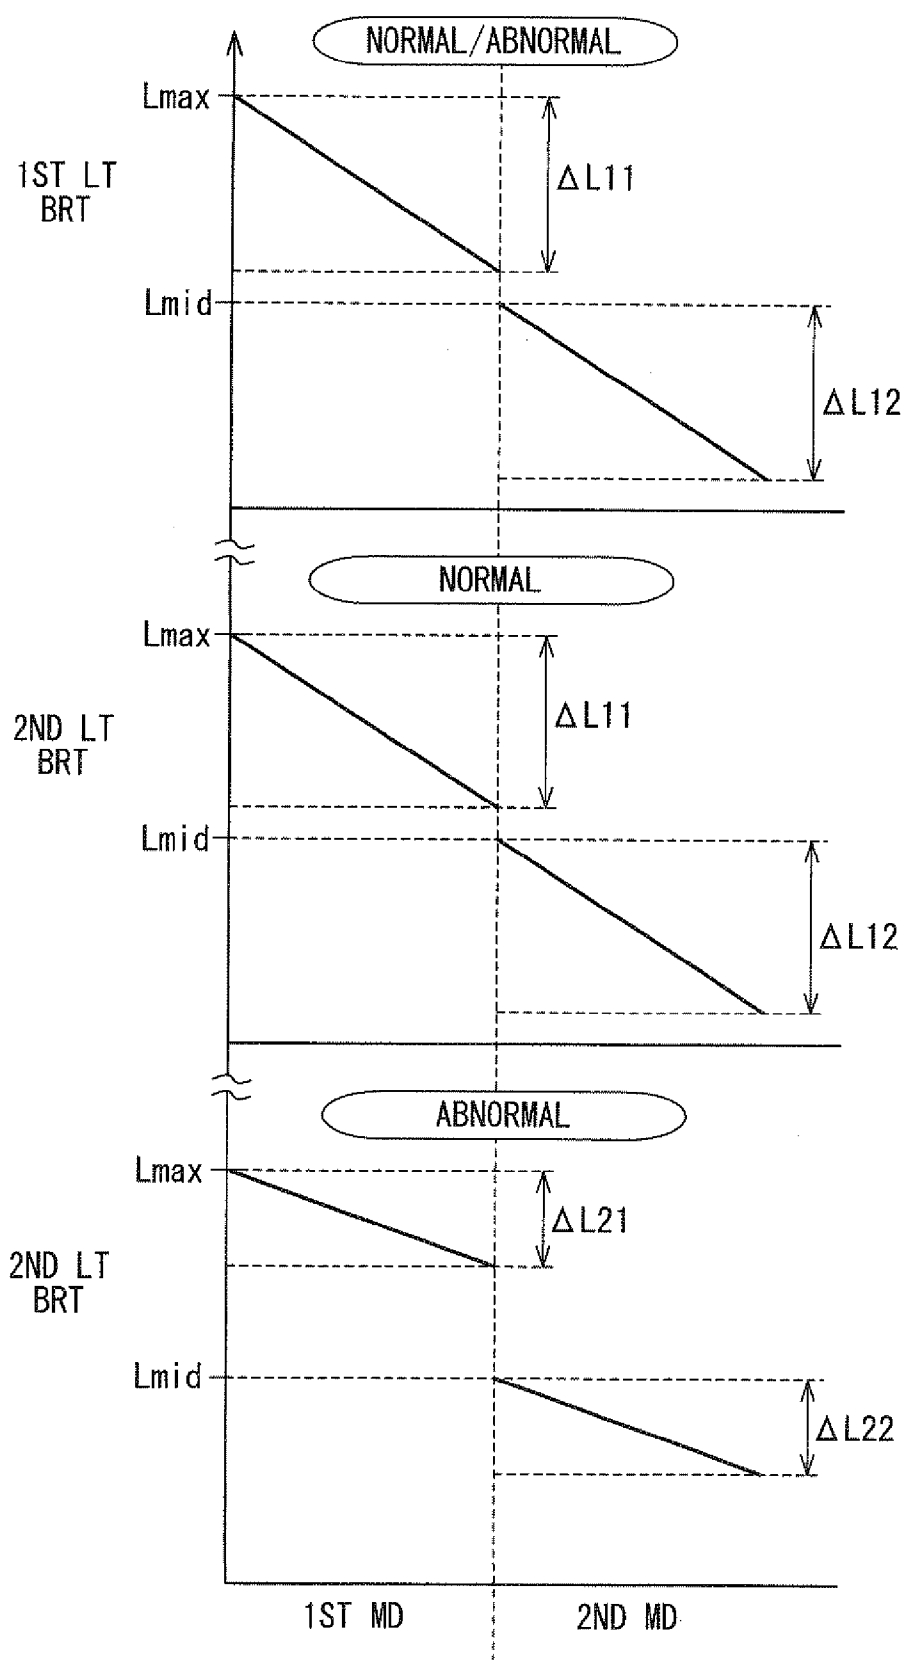 NORMAL/ABNORMAL
Lmax
1ST LT
BRT
ΔL11
Lmid
ΔL12
NORMAL
Lmax
2ND LT
BRT
ΔL11
Lmid
ΔL12
ABNORMAL
Lmax
ΔL21
2ND LT
BRT
Lmid
ΔL22
1ST MD
2ND MD